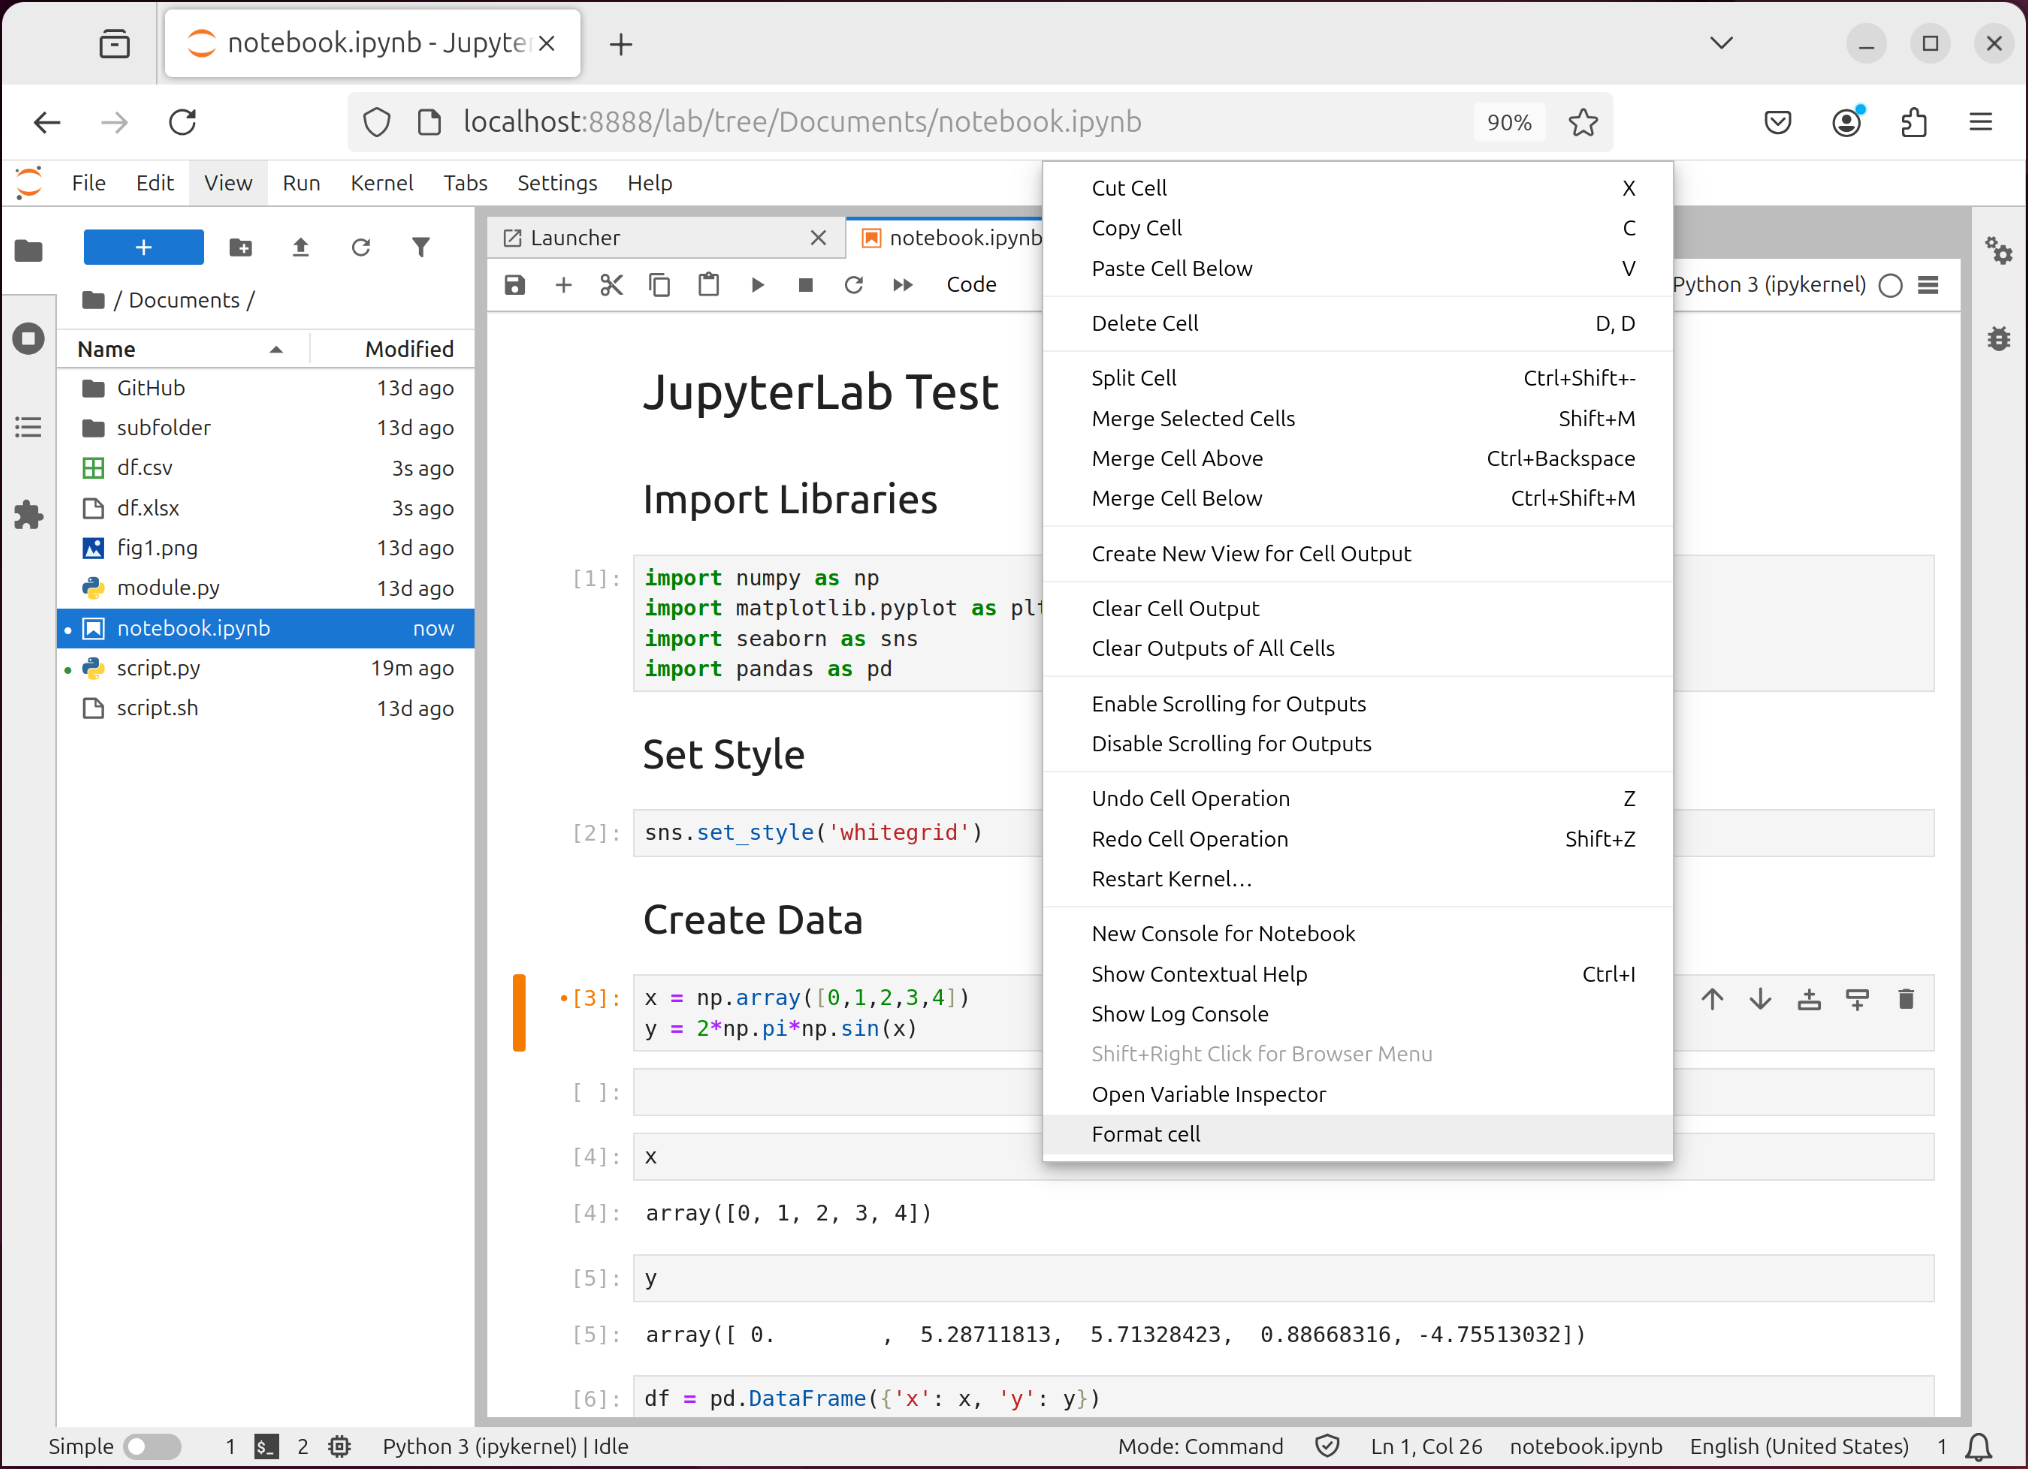 notebook.ipynb - Jupyte
localhost:8888/lab/tree/Documents/notebook.ipynb
90%
File Edit View Run Kernel Tabs Settings Help
/ Documents /
Name Modified
GitHub 13d ago
subfolder 13d ago
df.csv 3s ago
df.xlsx 3s ago
fig1.png 13d ago
module.py 13d ago
notebook.ipynb now
script.py 19m ago
script.sh 13d ago
Launcher
notebook.ipynb
Code
Python 3 (ipykernel)
JupyterLab Test
Import Libraries
[1]:
import numpy as np
import matplotlib.pyplot as plt
import seaborn as sns
import pandas as pd
Set Style
[2]: sns.set_style('whitegrid')
Create Data
[3]: x = np.array([0,1,2,3,4])
y = 2*np.pi*np.sin(x)
[ ]:
[4]: x
[4]: array([0, 1, 2, 3, 4])
[5]: y
[5]: array([ 0.        ,  5.28711813,  5.71328423,  0.88668316, -4.75513032])
[6]: df = pd.DataFrame({'x': x, 'y': y})
Cut Cell X
Copy Cell C
Paste Cell Below V
Delete Cell D, D
Split Cell Ctrl+Shift+-
Merge Selected Cells Shift+M
Merge Cell Above Ctrl+Backspace
Merge Cell Below Ctrl+Shift+M
Create New View for Cell Output
Clear Cell Output
Clear Outputs of All Cells
Enable Scrolling for Outputs
Disable Scrolling for Outputs
Undo Cell Operation Z
Redo Cell Operation Shift+Z
Restart Kernel…
New Console for Notebook
Show Contextual Help Ctrl+I
Show Log Console
Shift+Right Click for Browser Menu
Open Variable Inspector
Format cell
Simple 1 $_ 2 Python 3 (ipykernel) | Idle Mode: Command Ln 1, Col 26 notebook.ipynb English (United States) 1